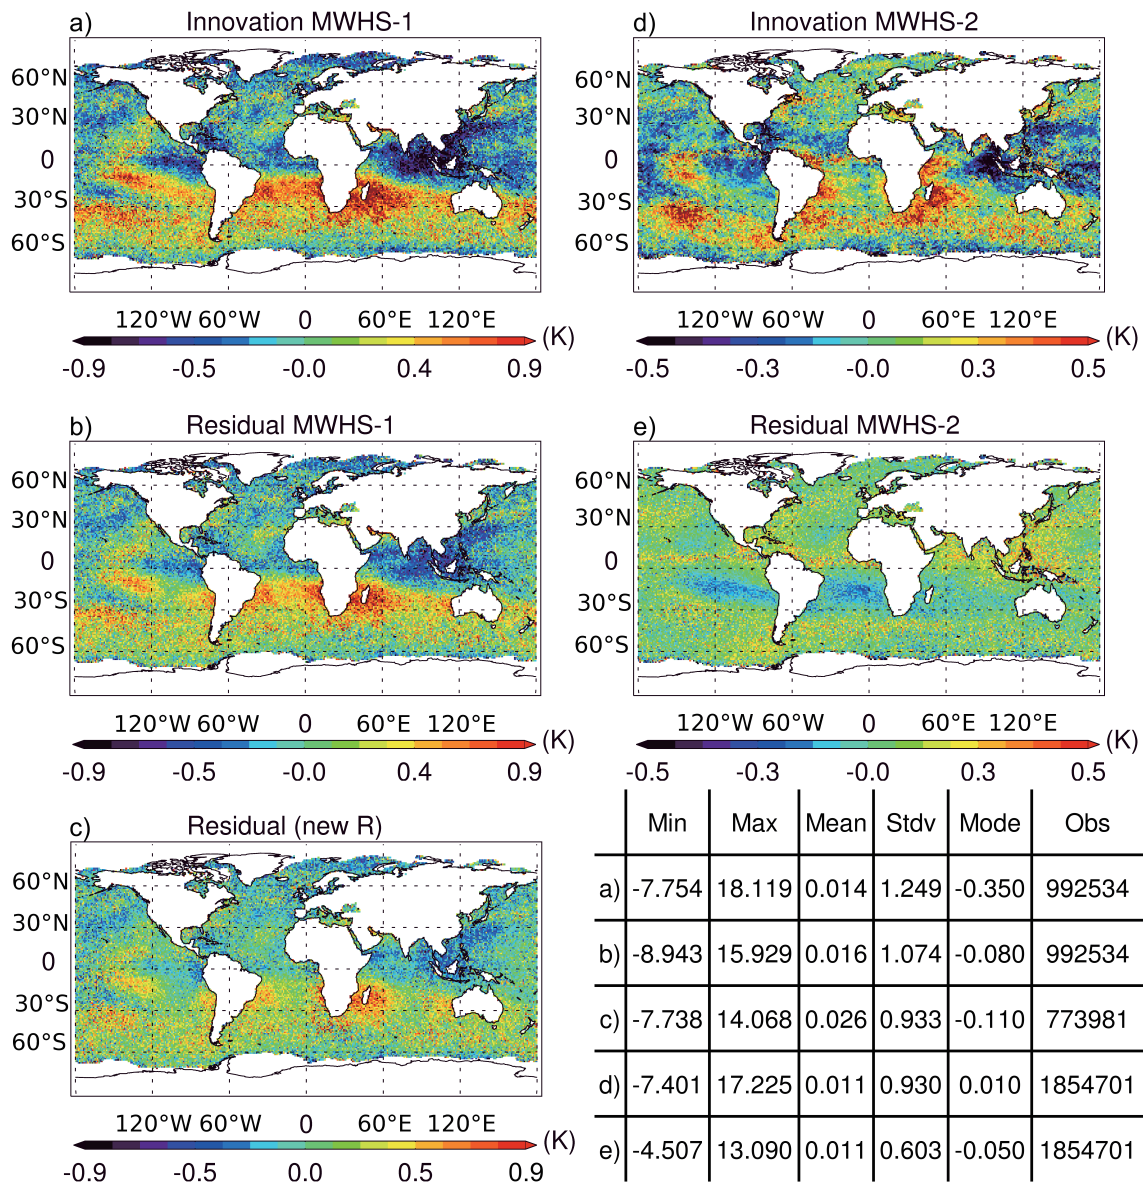 a) Innovation MWHS-1
60°N
30°N
0
30°S
60°S
120°W 60°W 0 60°E 120°E
(K)
-0.9 -0.5 -0.0 0.4 0.9
d) Innovation MWHS-2
60°N
30°N
0
30°S
60°S
120°W 60°W 0 60°E 120°E
(K)
-0.5 -0.3 -0.0 0.3 0.5
b) Residual MWHS-1
60°N
30°N
0
30°S
60°S
120°W 60°W 0 60°E 120°E
(K)
-0.9 -0.5 -0.0 0.4 0.9
e) Residual MWHS-2
60°N
30°N
0
30°S
60°S
120°W 60°W 0 60°E 120°E
(K)
-0.5 -0.3 -0.0 0.3 0.5
c) Residual (new R)
60°N
30°N
0
30°S
60°S
120°W 60°W 0 60°E 120°E
(K)
-0.9 -0.5 0.0 0.5 0.9
Min Max Mean Stdv Mode Obs
a) -7.754 18.119 0.014 1.249 -0.350 992534
b) -8.943 15.929 0.016 1.074 -0.080 992534
c) -7.738 14.068 0.026 0.933 -0.110 773981
d) -7.401 17.225 0.011 0.930 0.010 1854701
e) -4.507 13.090 0.011 0.603 -0.050 1854701